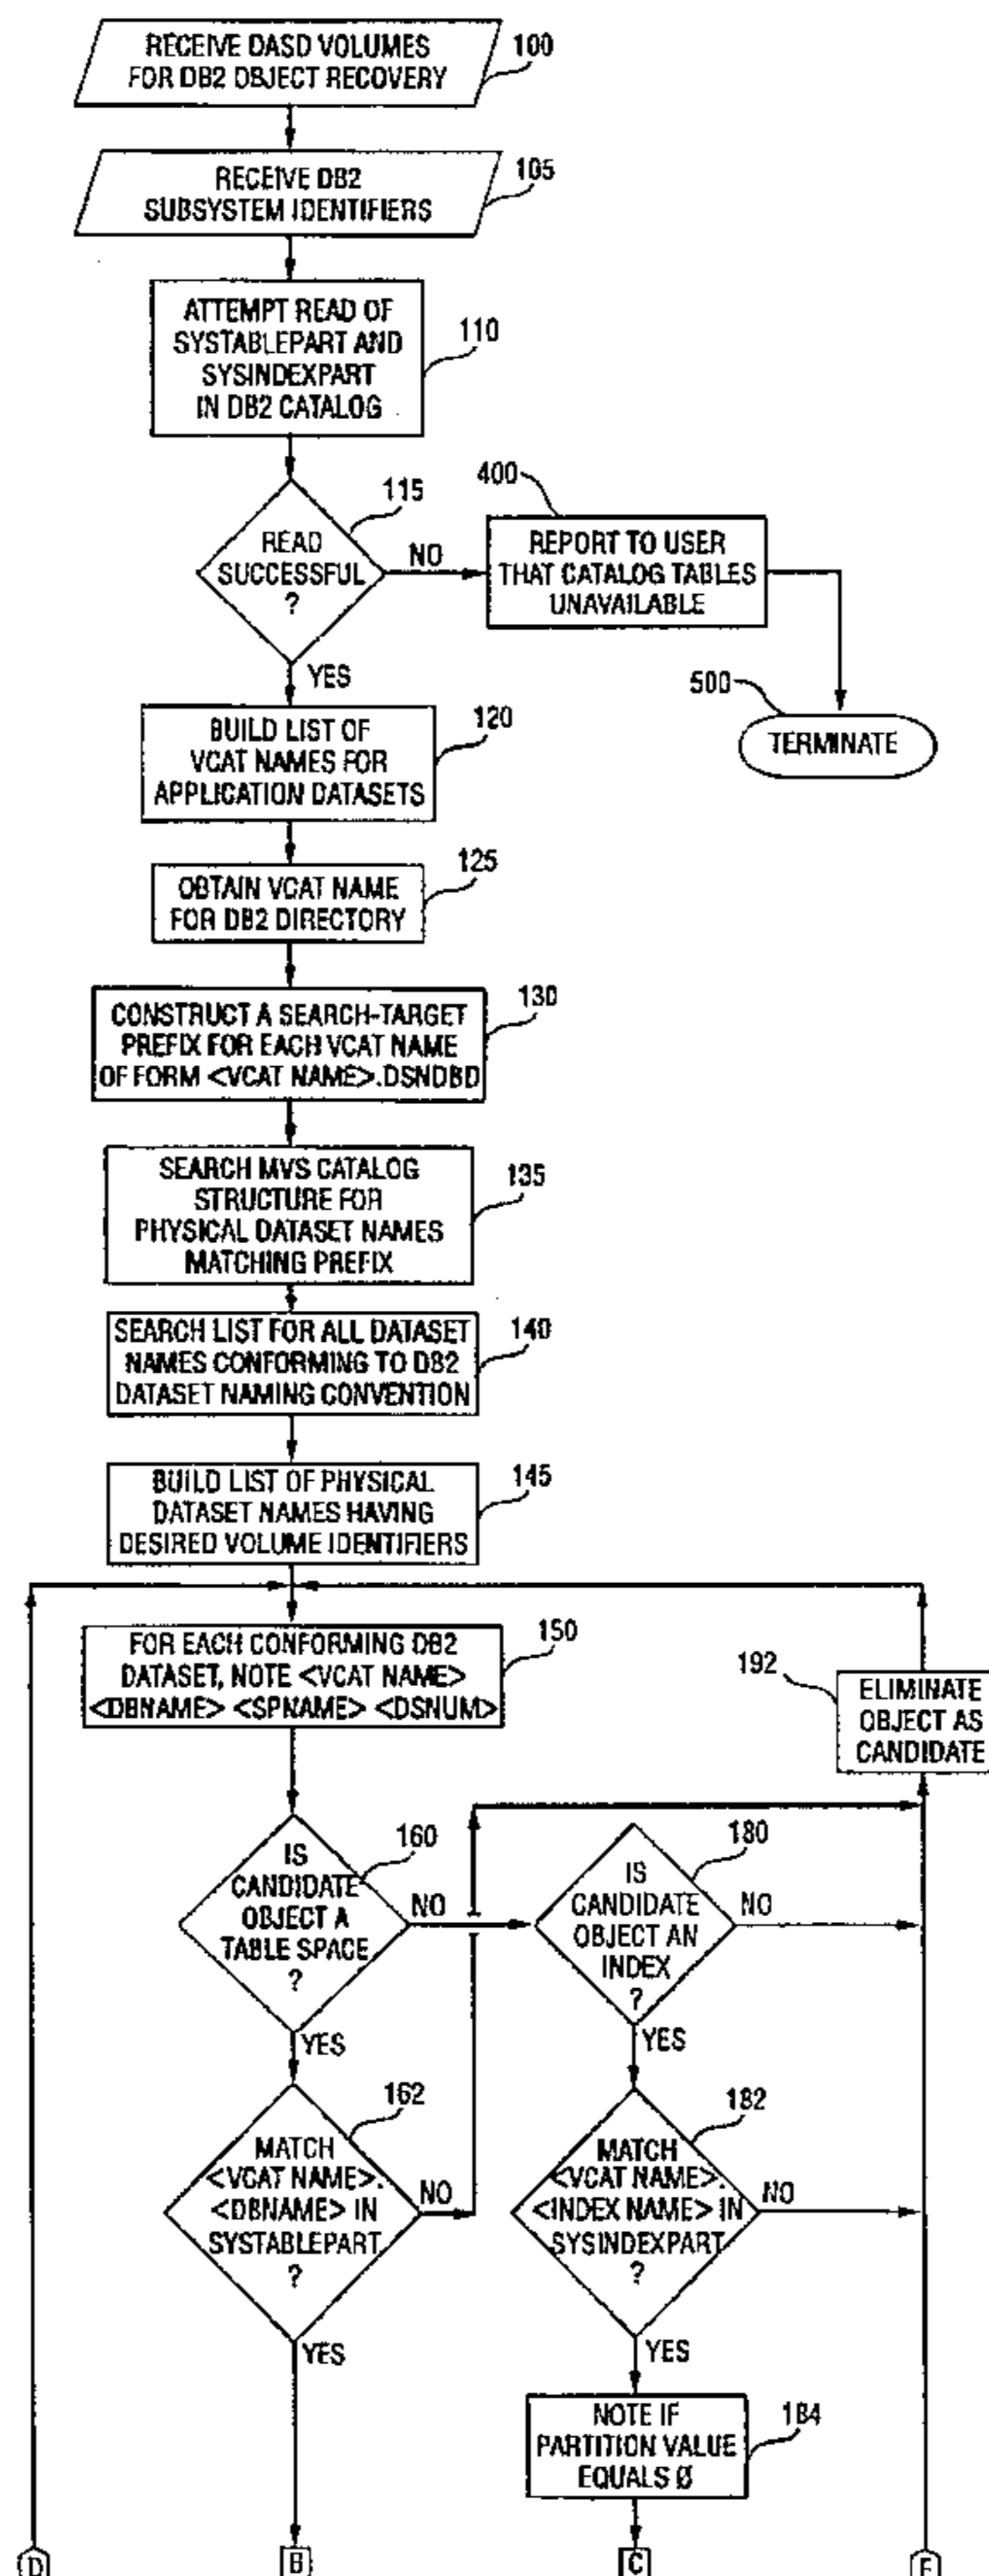 RECEIVE DASD VOLUMES
FOR DB2 OBJECT RECOVERY
100
RECEIVE DB2
SUBSYSTEM IDENTIFIERS
105
ATTEMPT READ OF
SYSTABLEPART AND
SYSINDEXPART
IN DB2 CATALOG
110
READ
SUCCESSFUL
?
115
NO
400
REPORT TO USER
THAT CATALOG TABLES
UNAVAILABLE
YES
500
TERMINATE
BUILD LIST OF
VCAT NAMES FOR
APPLICATION DATASETS
120
OBTAIN VCAT NAME
FOR DB2 DIRECTORY
125
CONSTRUCT A SEARCH-TARGET
PREFIX FOR EACH VCAT NAME
OF FORM <VCAT NAME>.DSNDBD
130
SEARCH MVS CATALOG
STRUCTURE FOR
PHYSICAL DATASET NAMES
MATCHING PREFIX
135
SEARCH LIST FOR ALL DATASET
NAMES CONFORMING TO DB2
DATASET NAMING CONVENTION
140
BUILD LIST OF PHYSICAL
DATASET NAMES HAVING
DESIRED VOLUME IDENTIFIERS
145
FOR EACH CONFORMING DB2
DATASET, NOTE <VCAT NAME>
<DBNAME> <SPNAME> <DSNUM>
150
192
ELIMINATE
OBJECT AS
CANDIDATE
IS
CANDIDATE
OBJECT A
TABLE SPACE
?
160
NO
IS
CANDIDATE
OBJECT AN
INDEX
?
180
NO
YES
YES
MATCH
<VCAT NAME>.
<DBNAME> IN
SYSTABLEPART
?
162
NO
MATCH
<VCAT NAME>.
<INDEX NAME> IN
SYSINDEXPART
?
182
NO
YES
YES
NOTE IF
PARTITION VALUE
EQUALS Ø
184
D
B
C
E